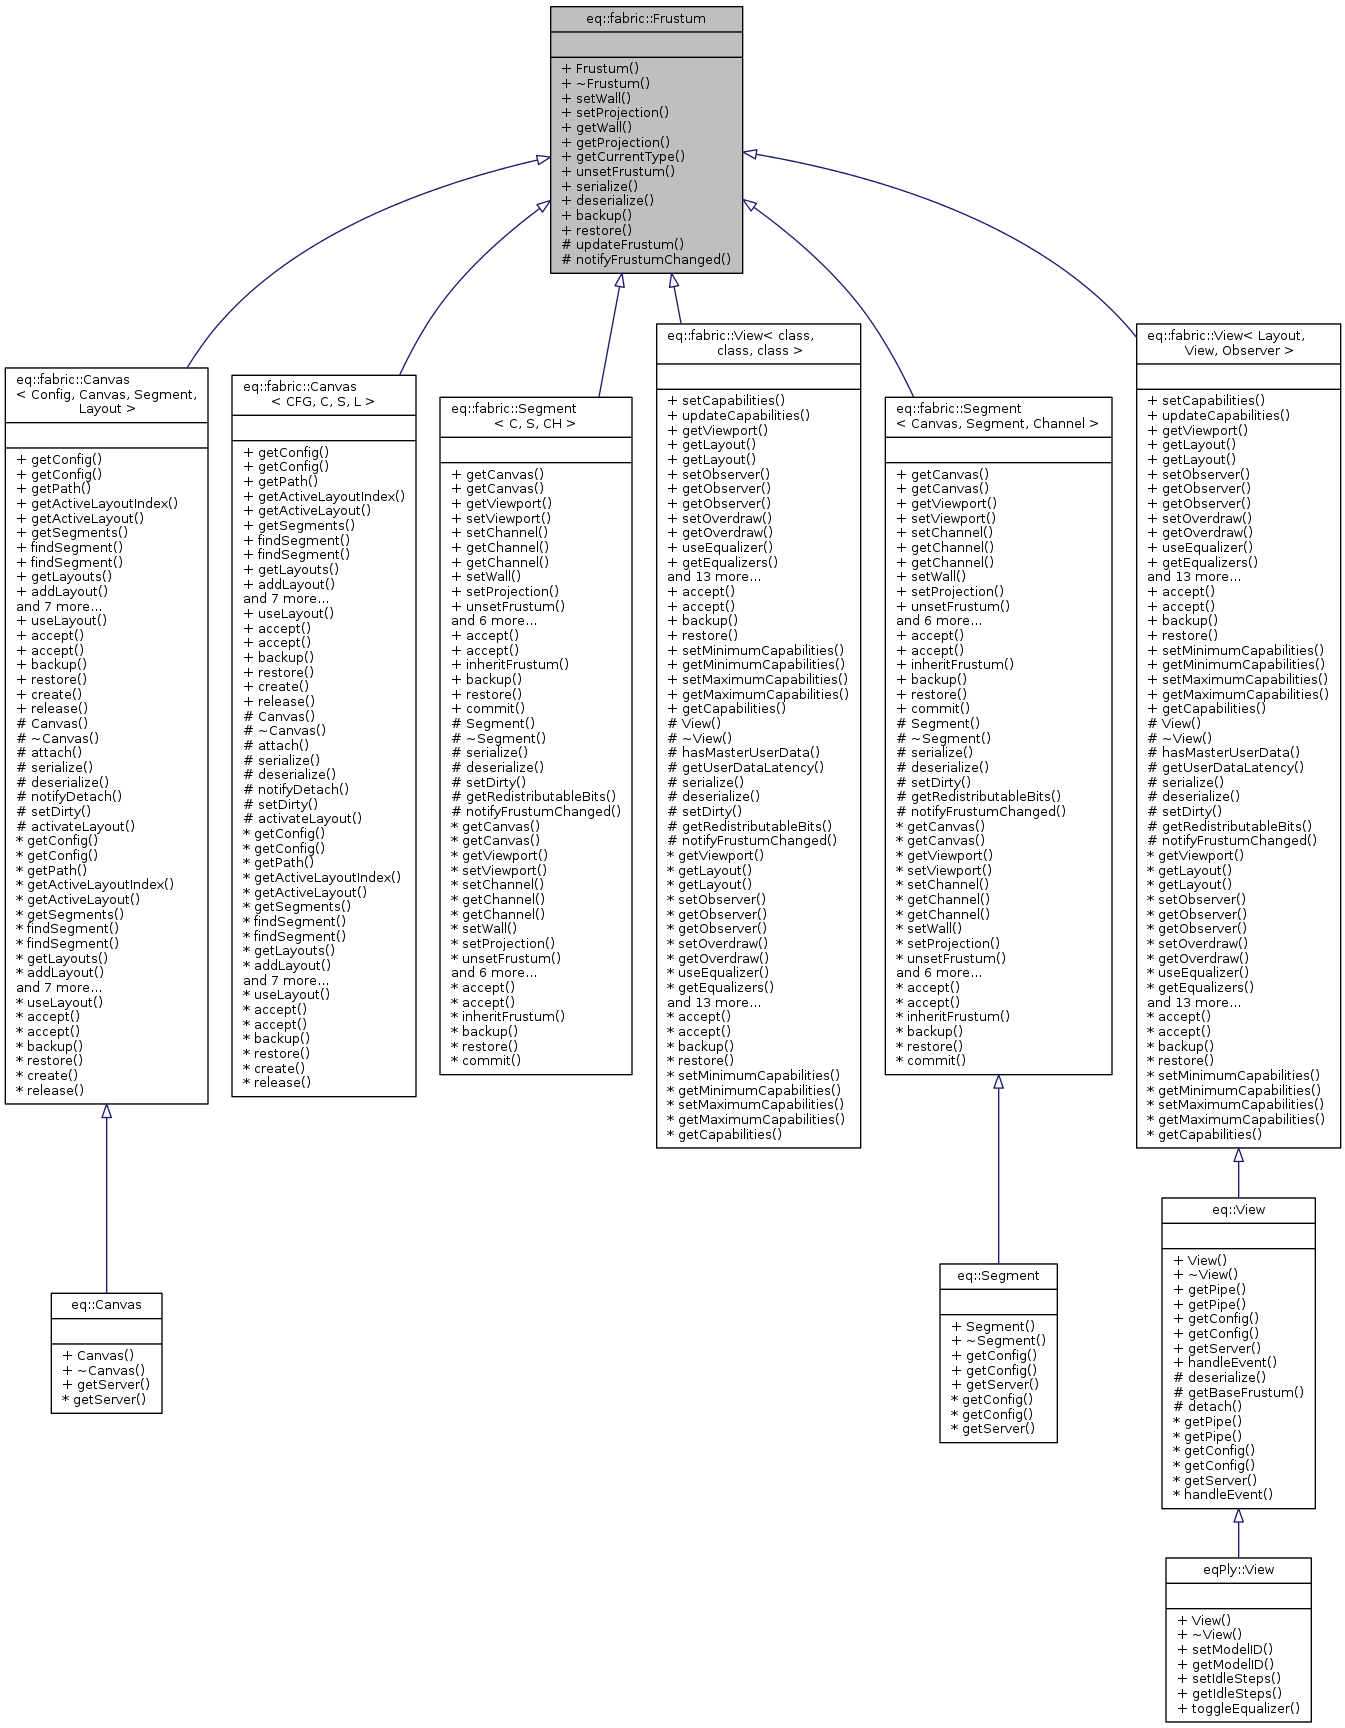 eq::fabric::Frustum
+ Frustum()
+ ~Frustum()
+ setWall()
+ setProjection()
+ getWall()
+ getProjection()
+ getCurrentType()
+ unsetFrustum()
+ serialize()
+ deserialize()
+ backup()
+ restore()
# updateFrustum()
# notifyFrustumChanged()
eq::fabric::Canvas
< Config, Canvas, Segment,
Layout >
+ getConfig()
+ getConfig()
+ getPath()
+ getActiveLayoutIndex()
+ getActiveLayout()
+ getSegments()
+ findSegment()
+ findSegment()
+ getLayouts()
+ addLayout()
and 7 more...
+ useLayout()
+ accept()
+ accept()
+ backup()
+ restore()
+ create()
+ release()
# Canvas()
# ~Canvas()
# attach()
# serialize()
# deserialize()
# notifyDetach()
# setDirty()
# activateLayout()
* getConfig()
* getConfig()
* getPath()
* getActiveLayoutIndex()
* getActiveLayout()
* getSegments()
* findSegment()
* findSegment()
* getLayouts()
* addLayout()
and 7 more...
* useLayout()
* accept()
* accept()
* backup()
* restore()
* create()
* release()
eq::fabric::Canvas
< CFG, C, S, L >
+ getConfig()
+ getConfig()
+ getPath()
+ getActiveLayoutIndex()
+ getActiveLayout()
+ getSegments()
+ findSegment()
+ findSegment()
+ getLayouts()
+ addLayout()
and 7 more...
+ useLayout()
+ accept()
+ accept()
+ backup()
+ restore()
+ create()
+ release()
# Canvas()
# ~Canvas()
# attach()
# serialize()
# deserialize()
# notifyDetach()
# setDirty()
# activateLayout()
* getConfig()
* getConfig()
* getPath()
* getActiveLayoutIndex()
* getActiveLayout()
* getSegments()
* findSegment()
* findSegment()
* getLayouts()
* addLayout()
and 7 more...
* useLayout()
* accept()
* accept()
* backup()
* restore()
* create()
* release()
eq::fabric::Segment
< C, S, CH >
+ getCanvas()
+ getCanvas()
+ getViewport()
+ setViewport()
+ setChannel()
+ getChannel()
+ getChannel()
+ setWall()
+ setProjection()
+ unsetFrustum()
and 6 more...
+ accept()
+ accept()
+ inheritFrustum()
+ backup()
+ restore()
+ commit()
# Segment()
# ~Segment()
# serialize()
# deserialize()
# setDirty()
# getRedistributableBits()
# notifyFrustumChanged()
* getCanvas()
* getCanvas()
* getViewport()
* setViewport()
* setChannel()
* getChannel()
* getChannel()
* setWall()
* setProjection()
* unsetFrustum()
and 6 more...
* accept()
* accept()
* inheritFrustum()
* backup()
* restore()
* commit()
eq::fabric::View< class,
class, class >
+ setCapabilities()
+ updateCapabilities()
+ getViewport()
+ getLayout()
+ getLayout()
+ setObserver()
+ getObserver()
+ getObserver()
+ setOverdraw()
+ getOverdraw()
+ useEqualizer()
+ getEqualizers()
and 13 more...
+ accept()
+ accept()
+ backup()
+ restore()
+ setMinimumCapabilities()
+ getMinimumCapabilities()
+ setMaximumCapabilities()
+ getMaximumCapabilities()
+ getCapabilities()
# View()
# ~View()
# hasMasterUserData()
# getUserDataLatency()
# serialize()
# deserialize()
# setDirty()
# getRedistributableBits()
# notifyFrustumChanged()
* getViewport()
* getLayout()
* getLayout()
* setObserver()
* getObserver()
* getObserver()
* setOverdraw()
* getOverdraw()
* useEqualizer()
* getEqualizers()
and 13 more...
* accept()
* accept()
* backup()
* restore()
* setMinimumCapabilities()
* getMinimumCapabilities()
* setMaximumCapabilities()
* getMaximumCapabilities()
* getCapabilities()
eq::fabric::Segment
< Canvas, Segment, Channel >
+ getCanvas()
+ getCanvas()
+ getViewport()
+ setViewport()
+ setChannel()
+ getChannel()
+ getChannel()
+ setWall()
+ setProjection()
+ unsetFrustum()
and 6 more...
+ accept()
+ accept()
+ inheritFrustum()
+ backup()
+ restore()
+ commit()
# Segment()
# ~Segment()
# serialize()
# deserialize()
# setDirty()
# getRedistributableBits()
# notifyFrustumChanged()
* getCanvas()
* getCanvas()
* getViewport()
* setViewport()
* setChannel()
* getChannel()
* getChannel()
* setWall()
* setProjection()
* unsetFrustum()
and 6 more...
* accept()
* accept()
* inheritFrustum()
* backup()
* restore()
* commit()
eq::fabric::View< Layout,
View, Observer >
+ setCapabilities()
+ updateCapabilities()
+ getViewport()
+ getLayout()
+ getLayout()
+ setObserver()
+ getObserver()
+ getObserver()
+ setOverdraw()
+ getOverdraw()
+ useEqualizer()
+ getEqualizers()
and 13 more...
+ accept()
+ accept()
+ backup()
+ restore()
+ setMinimumCapabilities()
+ getMinimumCapabilities()
+ setMaximumCapabilities()
+ getMaximumCapabilities()
+ getCapabilities()
# View()
# ~View()
# hasMasterUserData()
# getUserDataLatency()
# serialize()
# deserialize()
# setDirty()
# getRedistributableBits()
# notifyFrustumChanged()
* getViewport()
* getLayout()
* getLayout()
* setObserver()
* getObserver()
* getObserver()
* setOverdraw()
* getOverdraw()
* useEqualizer()
* getEqualizers()
and 13 more...
* accept()
* accept()
* backup()
* restore()
* setMinimumCapabilities()
* getMinimumCapabilities()
* setMaximumCapabilities()
* getMaximumCapabilities()
* getCapabilities()
eq::Canvas
+ Canvas()
+ ~Canvas()
+ getServer()
* getServer()
eq::Segment
+ Segment()
+ ~Segment()
+ getConfig()
+ getConfig()
+ getServer()
* getConfig()
* getConfig()
* getServer()
eq::View
+ View()
+ ~View()
+ getPipe()
+ getPipe()
+ getConfig()
+ getConfig()
+ getServer()
+ handleEvent()
# deserialize()
# getBaseFrustum()
# detach()
* getPipe()
* getPipe()
* getConfig()
* getConfig()
* getServer()
* handleEvent()
eqPly::View
+ View()
+ ~View()
+ setModelID()
+ getModelID()
+ setIdleSteps()
+ getIdleSteps()
+ toggleEqualizer()